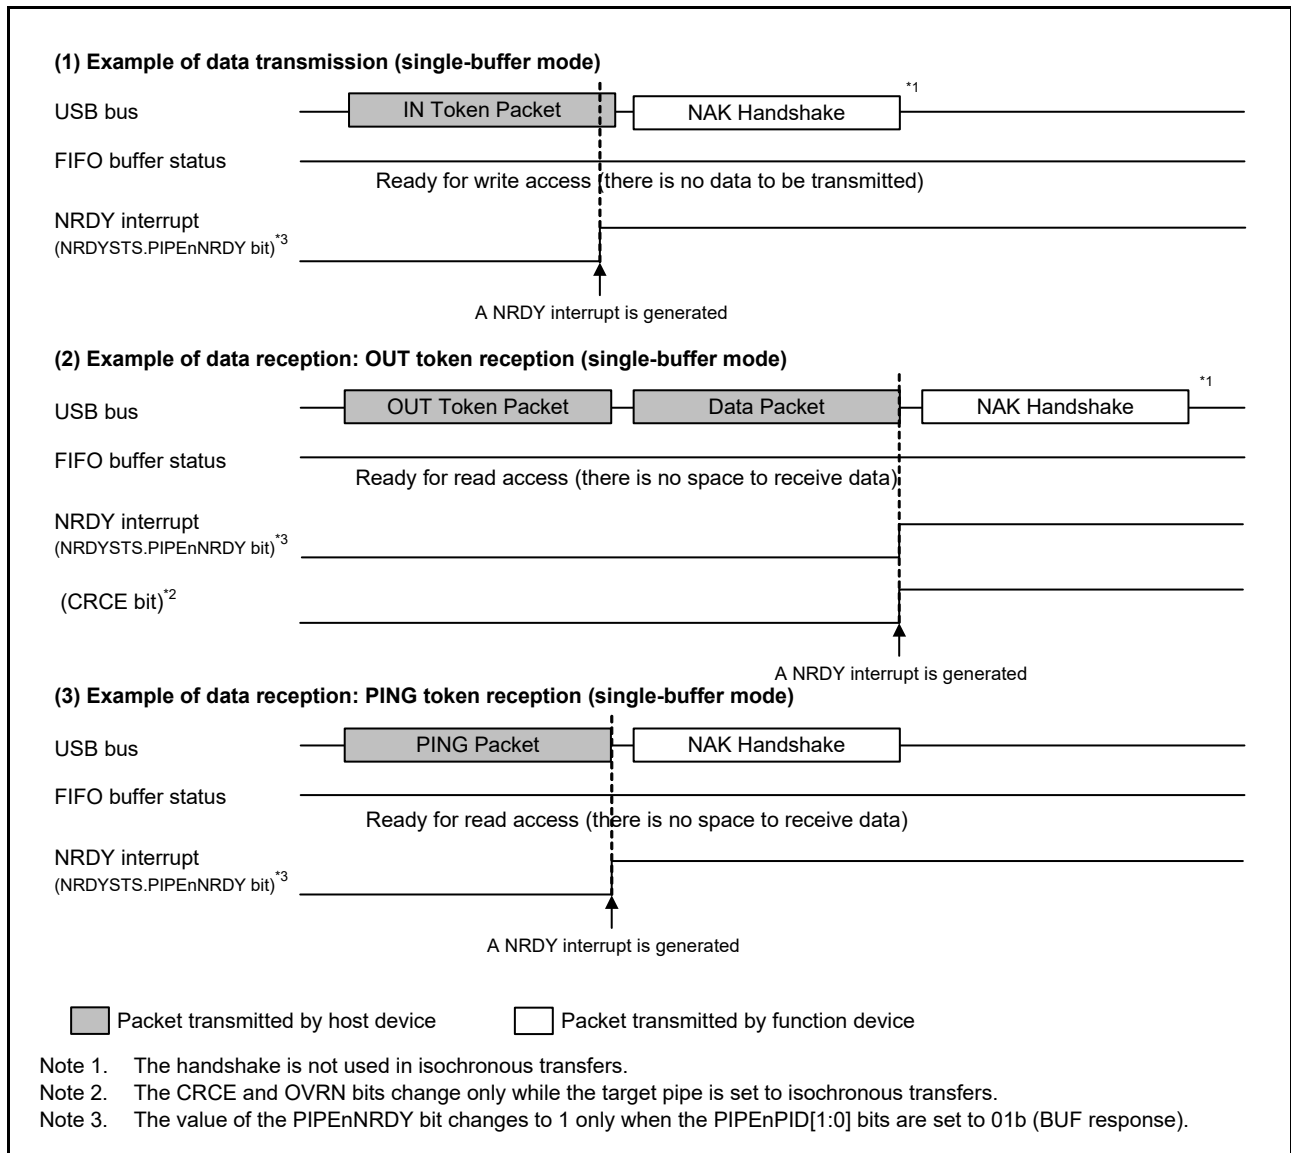 (1) Example of data transmission (single-buffer mode)
USB bus
IN Token Packet
NAK Handshake
*1
FIFO buffer status
Ready for write access (there is no data to be transmitted)
NRDY interrupt
(NRDYSTS.PIPEnNRDY bit)*3
A NRDY interrupt is generated
(2) Example of data reception: OUT token reception (single-buffer mode)
USB bus
OUT Token Packet
Data Packet
NAK Handshake
*1
FIFO buffer status
Ready for read access (there is no space to receive data)
NRDY interrupt
(NRDYSTS.PIPEnNRDY bit)*3
(CRCE bit)*2
A NRDY interrupt is generated
(3) Example of data reception: PING token reception (single-buffer mode)
USB bus
PING Packet
NAK Handshake
FIFO buffer status
Ready for read access (there is no space to receive data)
NRDY interrupt
(NRDYSTS.PIPEnNRDY bit)*3
A NRDY interrupt is generated
Packet transmitted by host device
Packet transmitted by function device
Note 1. The handshake is not used in isochronous transfers.
Note 2. The CRCE and OVRN bits change only while the target pipe is set to isochronous transfers.
Note 3. The value of the PIPEnNRDY bit changes to 1 only when the PIPEnPID[1:0] bits are set to 01b (BUF response).